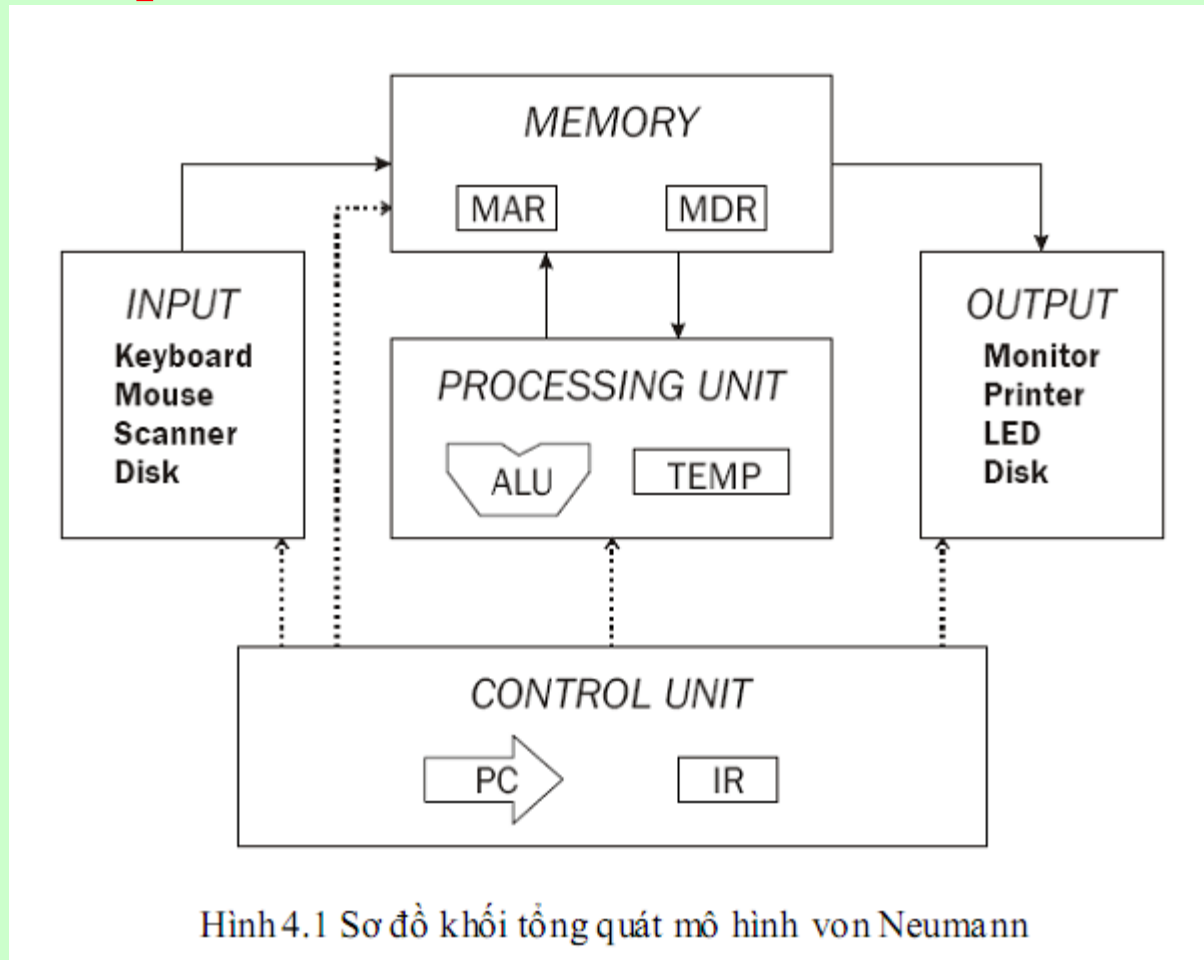 MEMORY
MAR
MDR
INPUT
Keyboard
Mouse
Scanner
Disk
PROCESSING UNIT
ALU
TEMP
OUTPUT
Monitor
Printer
LED
Disk
CONTROL UNIT
PC
IR
Hình 4.1 Sơ đồ khối tổng quát mô hình von Neumann